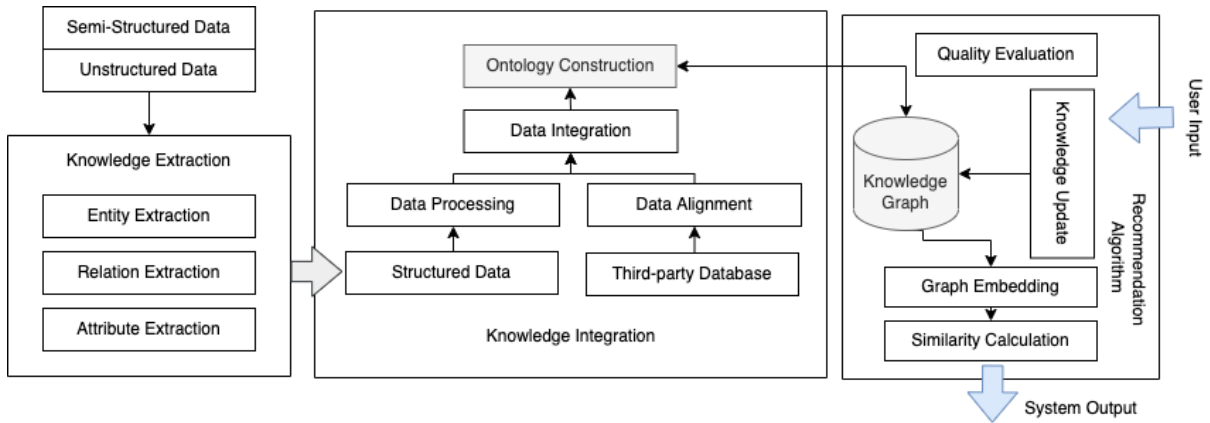 Semi-Structured Data
Unstructured Data
Knowledge Extraction
Entity Extraction
Relation Extraction
Attribute Extraction
Ontology Construction
Data Integration
Data Processing
Data Alignment
Structured Data
Third-party Database
Knowledge Integration
Quality Evaluation
Knowledge
Graph
Knowledge Update
Graph Embedding
Similarity Calculation
Recommendation
Algorithm
User Input
System Output